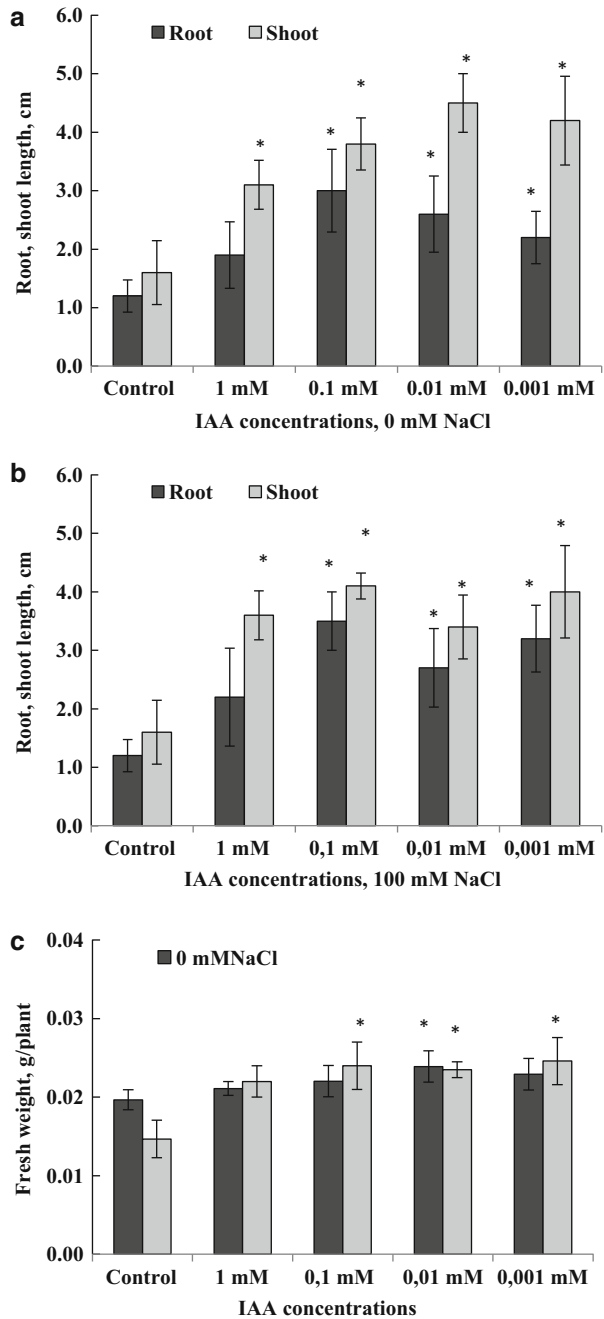 a
Root Shoot
6.0
5.0
4.0
3.0
2.0
1.0
0.0
Root, shoot length, cm
* * * * * * *
Control 1 mM 0.1 mM 0.01 mM 0.001 mM
IAA concentrations, 0 mM NaCl
b
Root Shoot
6.0
5.0
4.0
3.0
2.0
1.0
0.0
Root, shoot length, cm
* * * * * * *
Control 1 mM 0,1 mM 0,01 mM 0,001 mM
IAA concentrations, 100 mM NaCl
c
0 mMNaCl
0.04
0.03
0.02
0.01
0.00
Fresh weight, g/plant
* * * *
Control 1 mM 0,1 mM 0,01 mM 0,001 mM
IAA concentrations